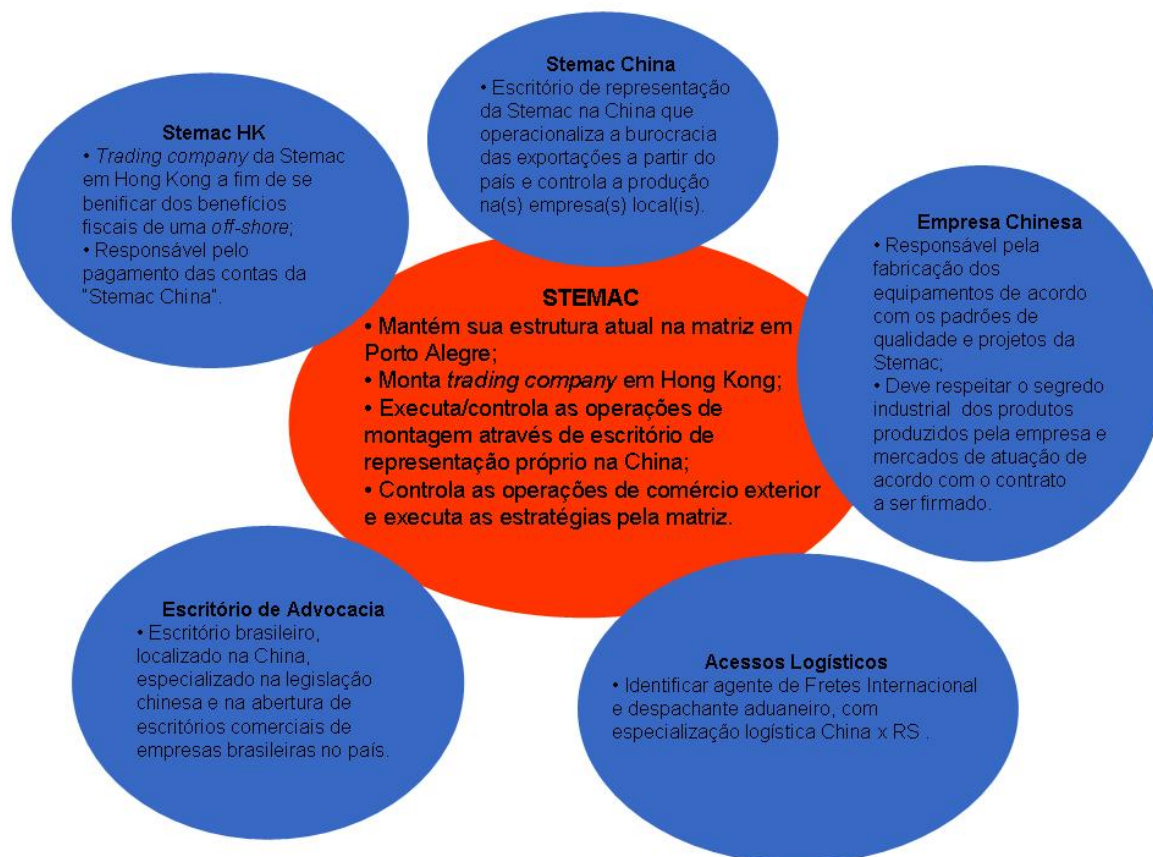 Stemac China
• Escritório de representação
da Stemac na China que
operacionaliza a burocracia
das exportações a partir do
país e controla a produção
na(s) empresa(s) local(is).
Stemac HK
• Trading company da Stemac
em Hong Kong a fim de se
benificar dos benefícios
fiscais de uma off-shore;
• Responsável pelo
pagamento das contas da
"Stemac China".
Empresa Chinesa
• Responsável pela
fabricação dos
equipamentos de acordo
com os padrões de
qualidade e projetos da
Stemac;
• Deve respeitar o segredo
industrial dos produtos
produzidos pela empresa e
mercados de atuação de
acordo com o contrato
a ser firmado.
STEMAC
• Mantém sua estrutura atual na matriz em
Porto Alegre;
• Monta trading company em Hong Kong;
• Executa/controla as operações de
montagem através de escritório de
representação próprio na China;
• Controla as operações de comércio exterior
e executa as estratégias pela matriz.
Escritório de Advocacia
• Escritório brasileiro,
localizado na China,
especializado na legislação
chinesa e na abertura de
escritórios comerciais de
empresas brasileiras no país.
Acessos Logísticos
• Identificar agente de Fretes Internacional
e despachante aduaneiro, com
especialização logística China x RS .